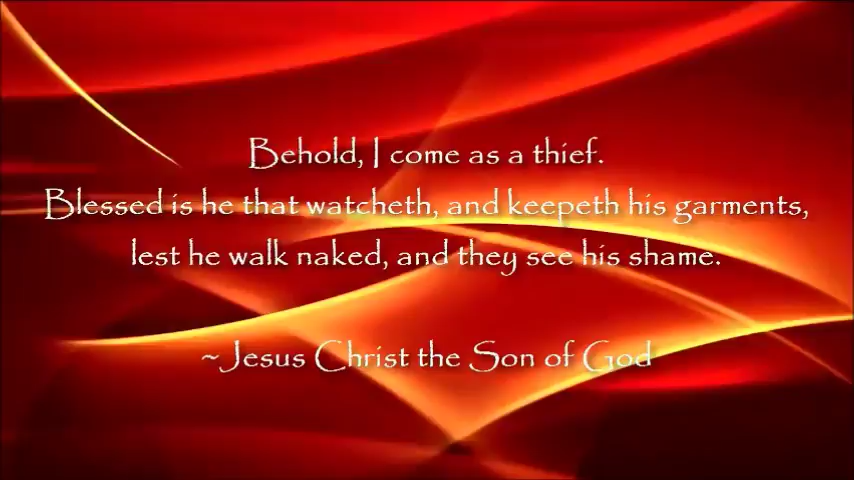 Behold, I come as a thief.
Blessed is he that watcheth, and keepeth his garments,
lest he walk naked, and they see his shame.
~Jesus Christ the Son of God